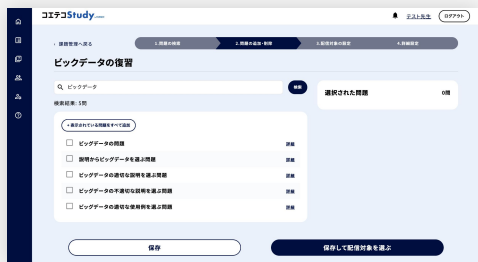 コエテコStudy
テスト先生
ログアウト
‹ 課題管理へ戻る
2.問題の追加・削除
3.配信対象の設定
4.詳細設定
ビッグデータの復習
ビッグデータ
検索
選択された問題
0問
検索結果: 5問
+表示されている問題をすべて追加
ビッグデータの問題
詳細
説明からビッグデータを選ぶ問題
詳細
ビッグデータの適切な説明を選ぶ問題
詳細
ビッグデータの不適切な説明を選ぶ問題
詳細
ビッグデータの適切な使用例を選ぶ問題
詳細
保存
保存して配信対象を選ぶ